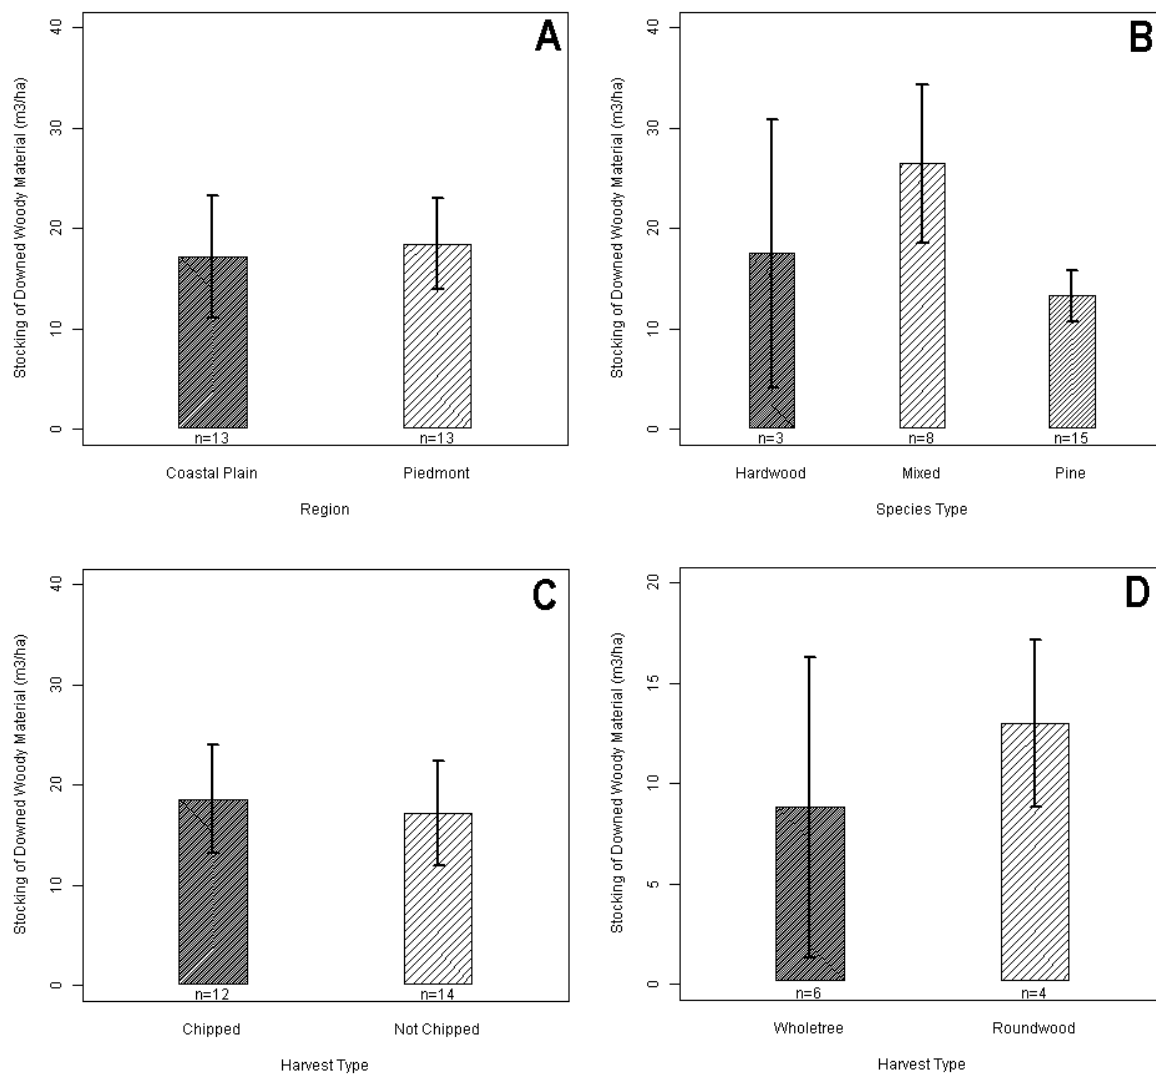 A
Stocking of Downed Woody Material (m3/ha)
40
30
20
10
0
n=13
n=13
Coastal Plain
Piedmont
Region
B
Stocking of Downed Woody Material (m3/ha)
40
30
20
10
0
n=3
n=8
n=15
Hardwood
Mixed
Pine
Species Type
C
Stocking of Downed Woody Material (m3/ha)
40
30
20
10
0
n=12
n=14
Chipped
Not Chipped
Harvest Type
D
Stocking of Downed Woody Material (m3/ha)
20
15
10
5
0
n=6
n=4
Wholetree
Roundwood
Harvest Type